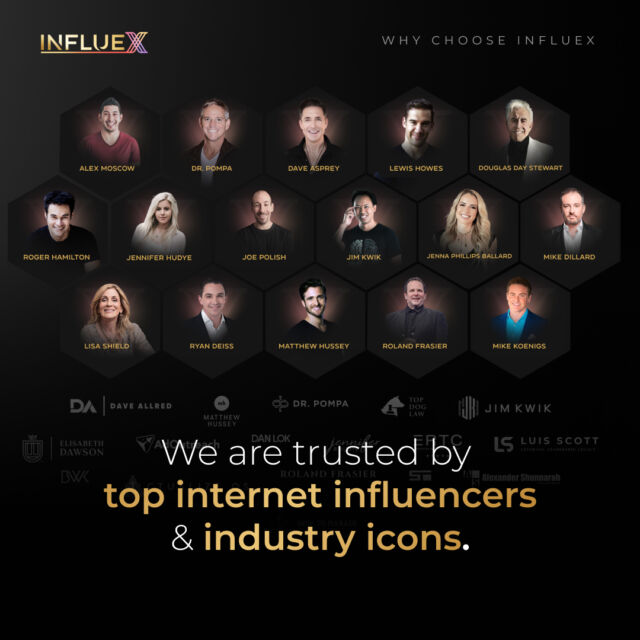 INFLUEX
WHY CHOOSE INFLUEX
ALEX MOSCOW
DR. POMPA
DAVE ASPREY
LEWIS HOWES
DOUGLAS DAY STEWART
ROGER HAMILTON
JENNIFER HUDYE
JOE POLISH
JIM KWIK
JENNA PHILLIPS BALLARD
MIKE DILLARD
LISA SHIELD
RYAN DEISS
MATTHEW HUSSEY
ROLAND FRASIER
MIKE KOENIGS
DA DAVE ALLRED
MATTHEW HUSSEY
DR. POMPA
TOP DOG LAW
JIM KWIK
ELISABETH DAWSON
DAN LOK
LS LUIS SCOTT
ROLAND FRASIER
Alexander Shunnarah
We are trusted by
top internet influencers
& industry icons.